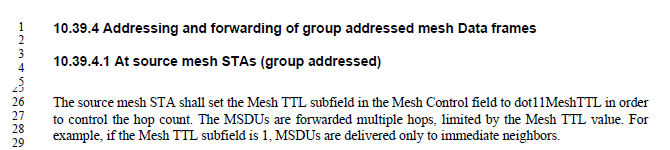 1 10.39.4 Addressing and forwarding of group addressed mesh Data frames
2
3 10.39.4.1 At source mesh STAs (group addressed)
4
5
25
26 The source mesh STA shall set the Mesh TTL subfield in the Mesh Control field to dot11MeshTTL in order
27 to control the hop count. The MSDUs are forwarded multiple hops, limited by the Mesh TTL value. For
28 example, if the Mesh TTL subfield is 1, MSDUs are delivered only to immediate neighbors.
29